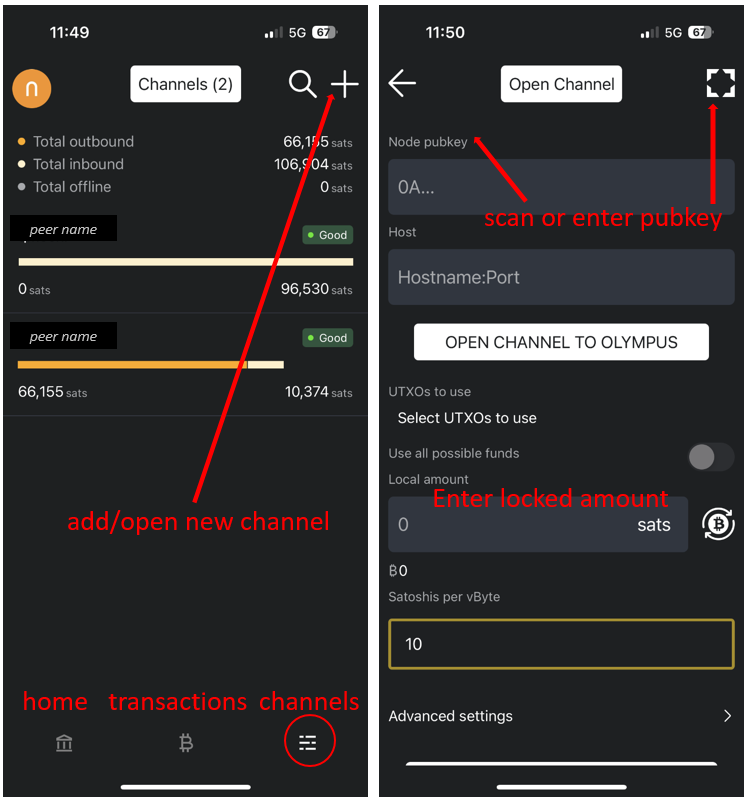 11:49
5G 67
n
Channels (2)
Total outbound 66,155 sats
Total inbound 106,904 sats
Total offline 0 sats
peer name
Good
0 sats 96,530 sats
peer name
Good
66,155 sats 10,374 sats
add/open new channel
home transactions channels
11:50
5G 67
Open Channel
Node pubkey
0A...
scan or enter pubkey
Host
Hostname:Port
OPEN CHANNEL TO OLYMPUS
UTXOs to use
Select UTXOs to use
Use all possible funds
Local amount
Enter locked amount
0 sats
₿0
Satoshis per vByte
10
Advanced settings